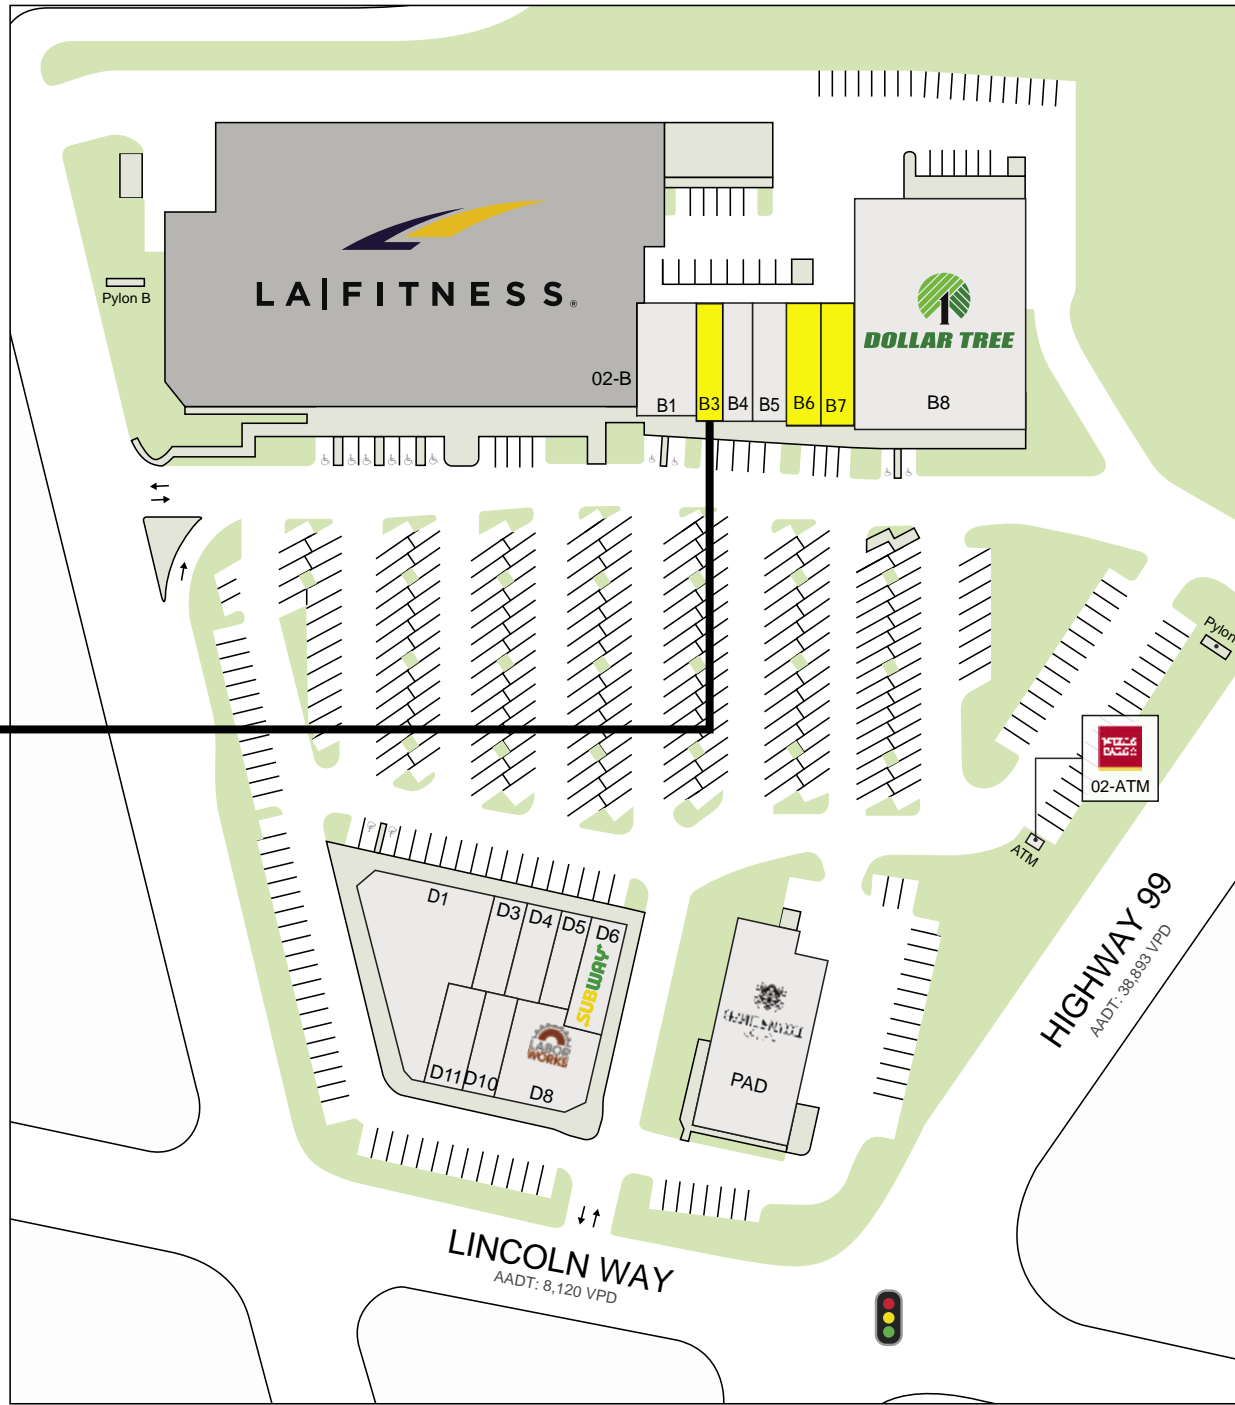 Pylon B
LA|FITNESS®
02-B
B1
B3
B4
B5
B6
B7
DOLLAR TREE
B8
Pylon
02-ATM
ATM
D1
D3
D4
D5
D6
SUBWAY
LABOR
WORKS
D11
D10
D8
PAD
HIGHWAY 99
AADT: 38,893 VPD
LINCOLN WAY
AADT: 8,120 VPD